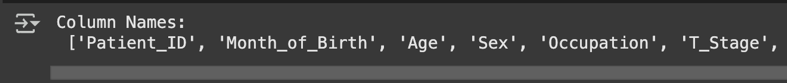 Column Names:
['Patient_ID', 'Month_of_Birth', 'Age', 'Sex', 'Occupation', 'T_Stage',